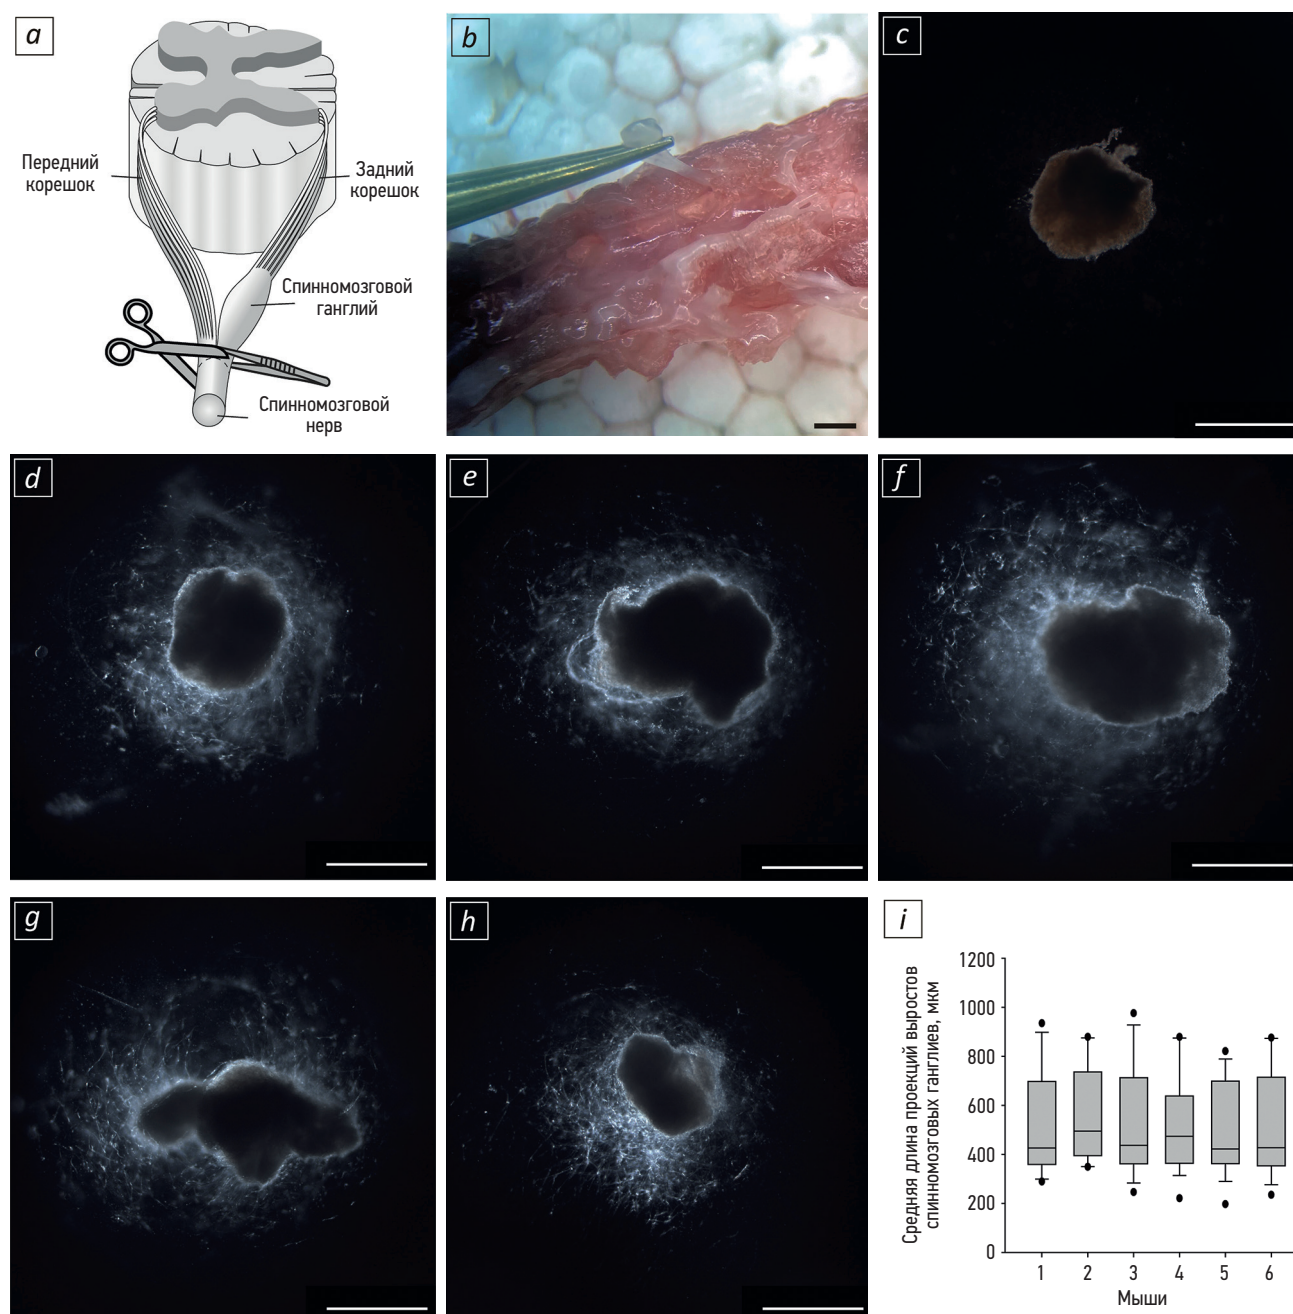 a
b
c
Передний
корешок
Задний
корешок
Спинномозговой
ганглий
Спинномозговой
нерв
d
e
f
g
h
i
Средняя длина проекций выростов
спинномозговых ганглиев, мкм
1200
1000
800
600
400
200
0
1 2 3 4 5 6
Мыши